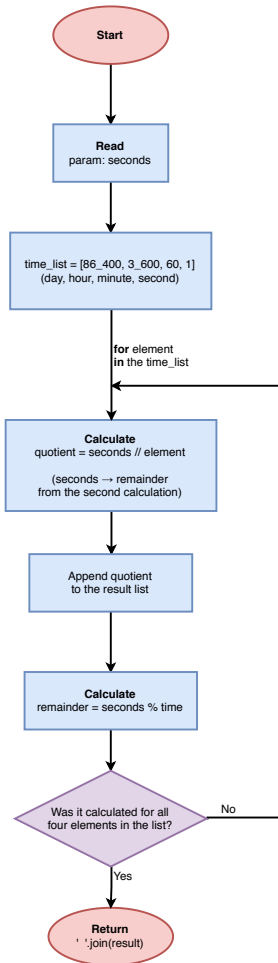 Start
Read
param: seconds
time_list = [86_400, 3_600, 60, 1]
(day, hour, minute, second)
for element
in the time_list
Calculate
quotient = seconds // element
(seconds → remainder
from the second calculation)
Append quotient
to the result list
Calculate
remainder = seconds % time
Was it calculated for all
four elements in the list?
No
Yes
Return
' '.join(result)